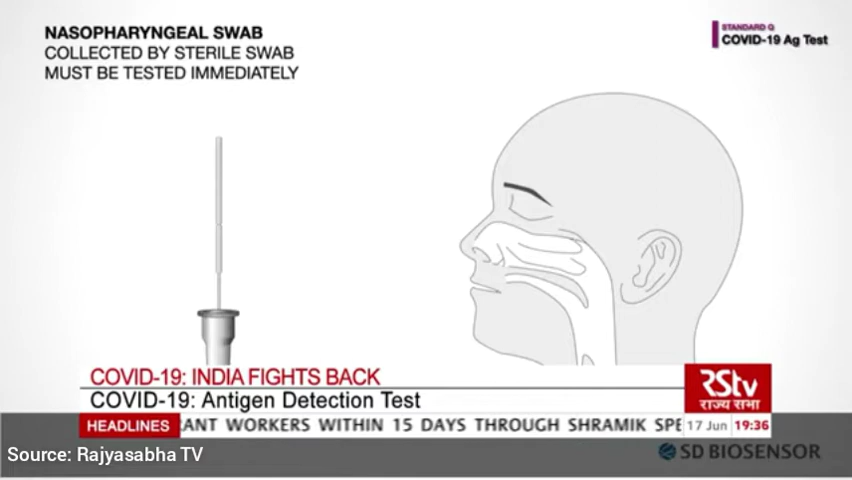 NASOPHARYNGEAL SWAB
COLLECTED BY STERILE SWAB
MUST BE TESTED IMMEDIATELY
STANDARD Q
COVID-19 Ag Test
COVID-19: INDIA FIGHTS BACK
COVID-19: Antigen Detection Test
RSTV
राज्य सभा
HEADLINES
WORKERS WITHIN 15 DAYS THROUGH SHRAMIK
17 Jun 19:36
Source: Rajyasabha TV
SD BIOSENSOR